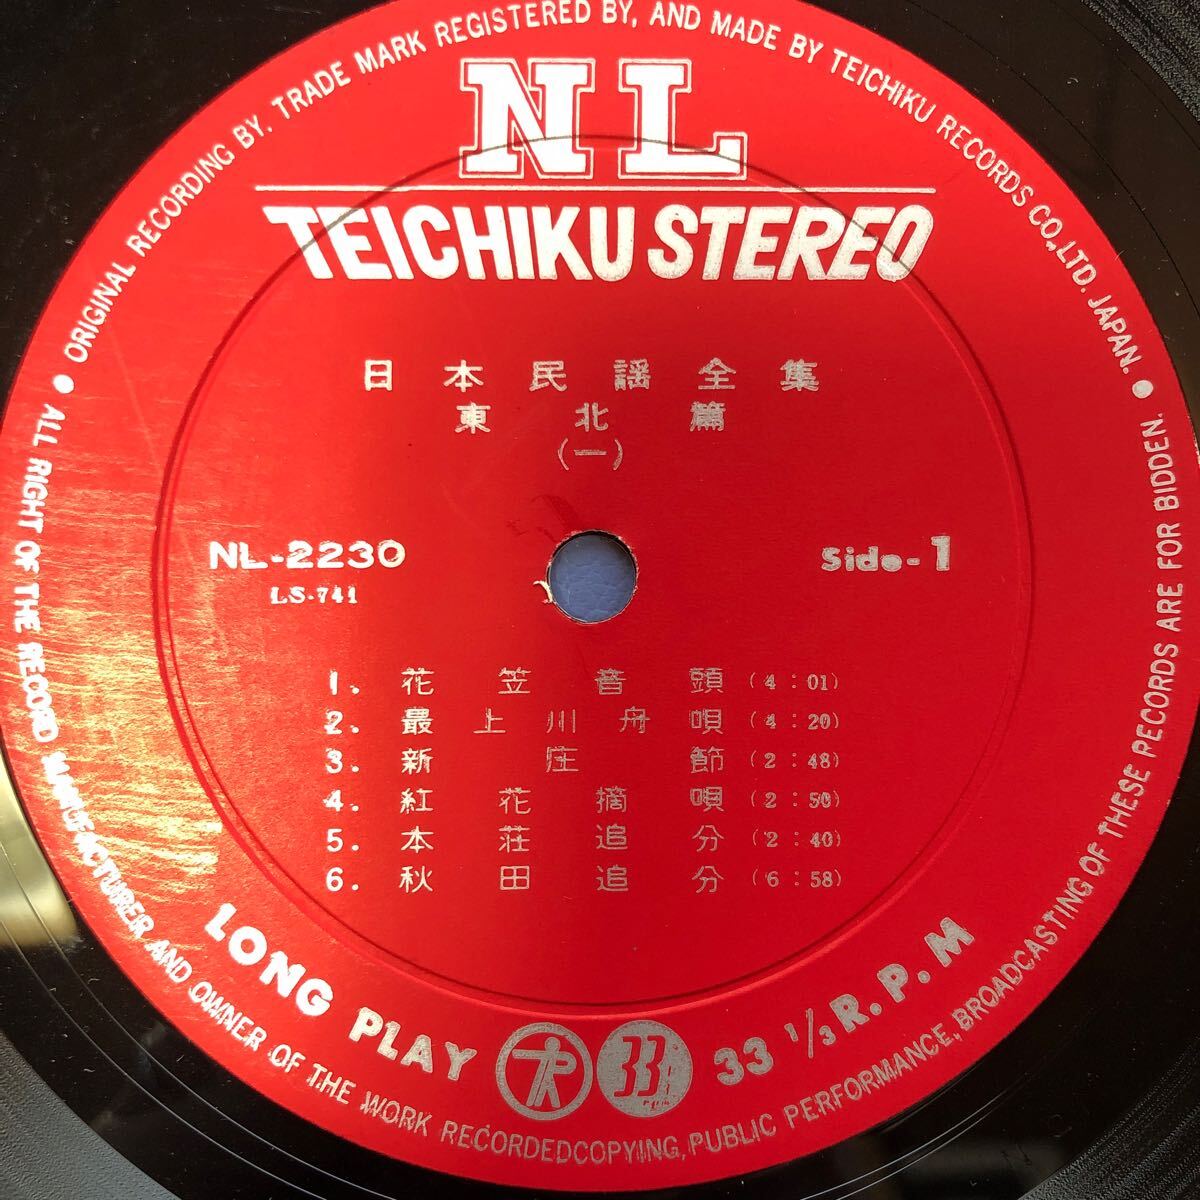 ● ORIGINAL RECORDING BY, TRADE MARK REGISTERED BY, AND MADE BY TEICHIKU RECORDS CO.,LTD. JAPAN. ●
NL
TEICHIKU STEREO
日本民謡全集
東北篇
(一)
NL-2230
LS-741
Side-1
1. 花笠音頭 (4:01)
2. 最上川舟唄 (4:20)
3. 新庄節 (2:48)
4. 紅花摘唄 (2:50)
5. 本荘追分 (2:40)
6. 秋田追分 (6:58)
LONG PLAY
33
33 1/3 R.P.M
ALL RIGHT OF THE RECORD MANUFACTURER AND OWNER OF THE WORK RECORDEDCOPYING, PUBLIC PERFORMANCE, BROADCASTING OF THESE RECORDS ARE FOR BIDDEN.